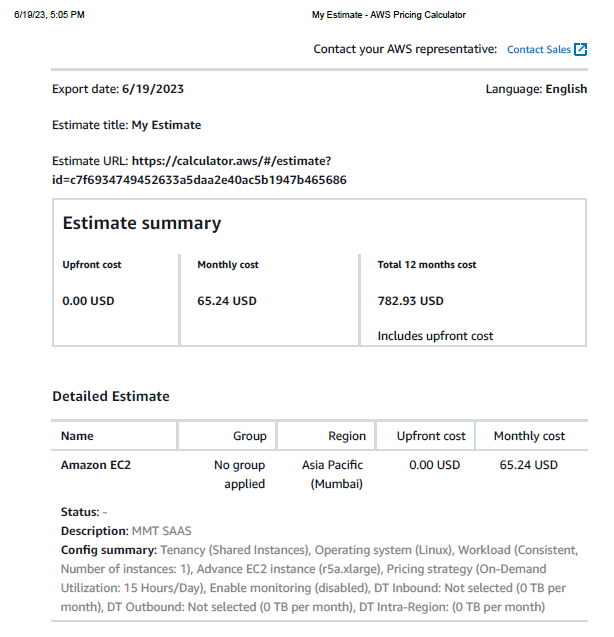 6/19/23, 5:05 PM My Estimate - AWS Pricing Calculator
Contact your AWS representative: Contact Sales
Export date: 6/19/2023 Language: English
Estimate title: My Estimate
Estimate URL: https://calculator.aws/#/estimate?
id=c7f6934749452633a5daa2e40ac5b1947b465686
Estimate summary
Upfront cost Monthly cost Total 12 months cost
0.00 USD 65.24 USD 782.93 USD
Includes upfront cost
Detailed Estimate
Name Group Region Upfront cost Monthly cost
Amazon EC2 No group Asia Pacific 0.00 USD 65.24 USD
applied (Mumbai)
Status: -
Description: MMT SAAS
Config summary: Tenancy (Shared Instances), Operating system (Linux), Workload (Consistent,
Number of instances: 1), Advance EC2 instance (r5a.xlarge), Pricing strategy (On-Demand
Utilization: 15 Hours/Day), Enable monitoring (disabled), DT Inbound: Not selected (0 TB per
month), DT Outbound: Not selected (0 TB per month), DT Intra-Region: (0 TB per month)